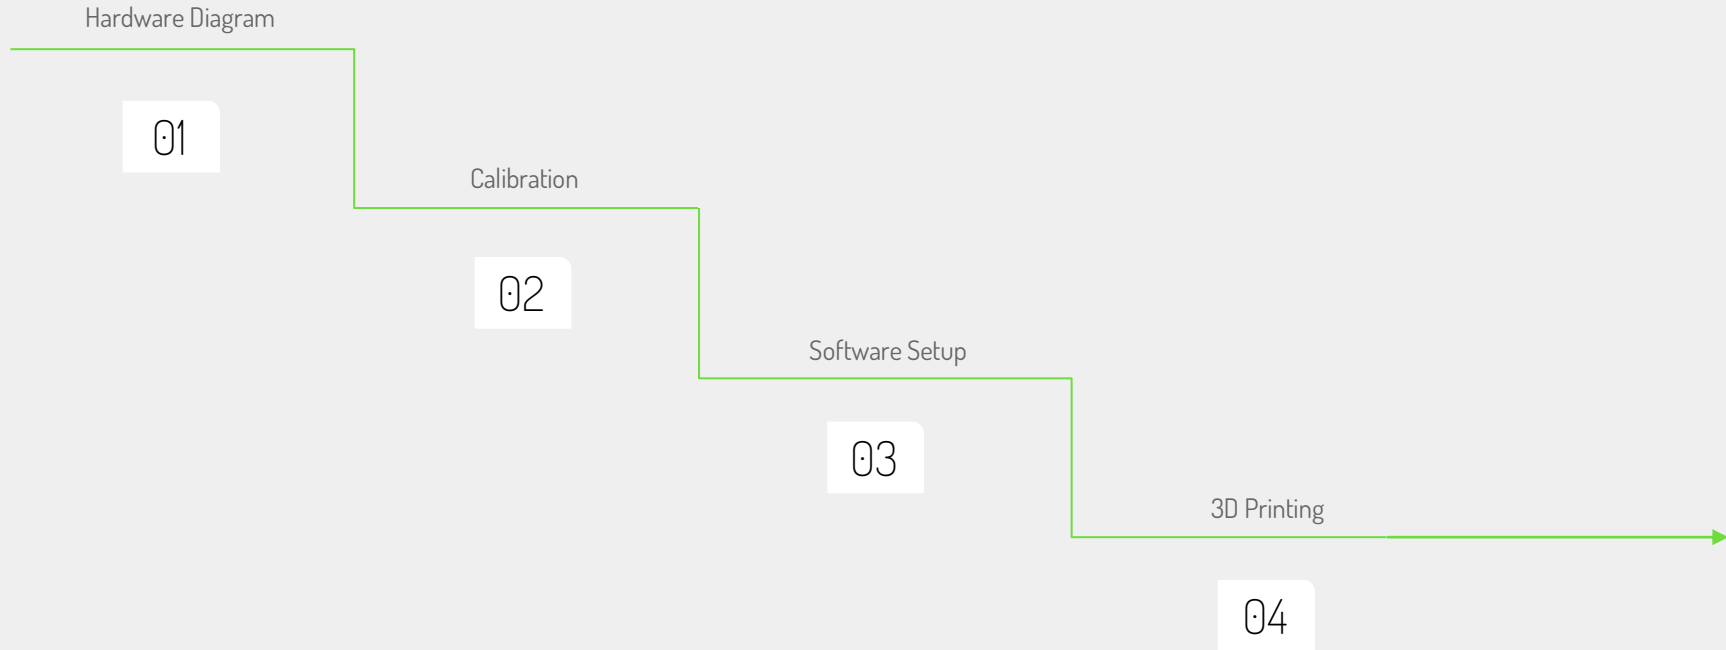 Hardware Diagram
01
Calibration
02
Software Setup
03
3D Printing
04